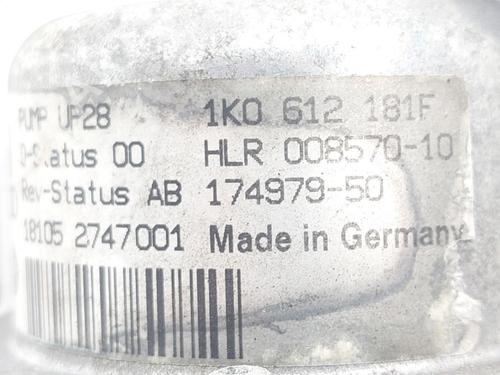 PUMP UP28 1K0 612 181F
Q-Status 00 HLR 008570-10
Rev-Status AB 174979-50
18105 2747001 Made in Germany